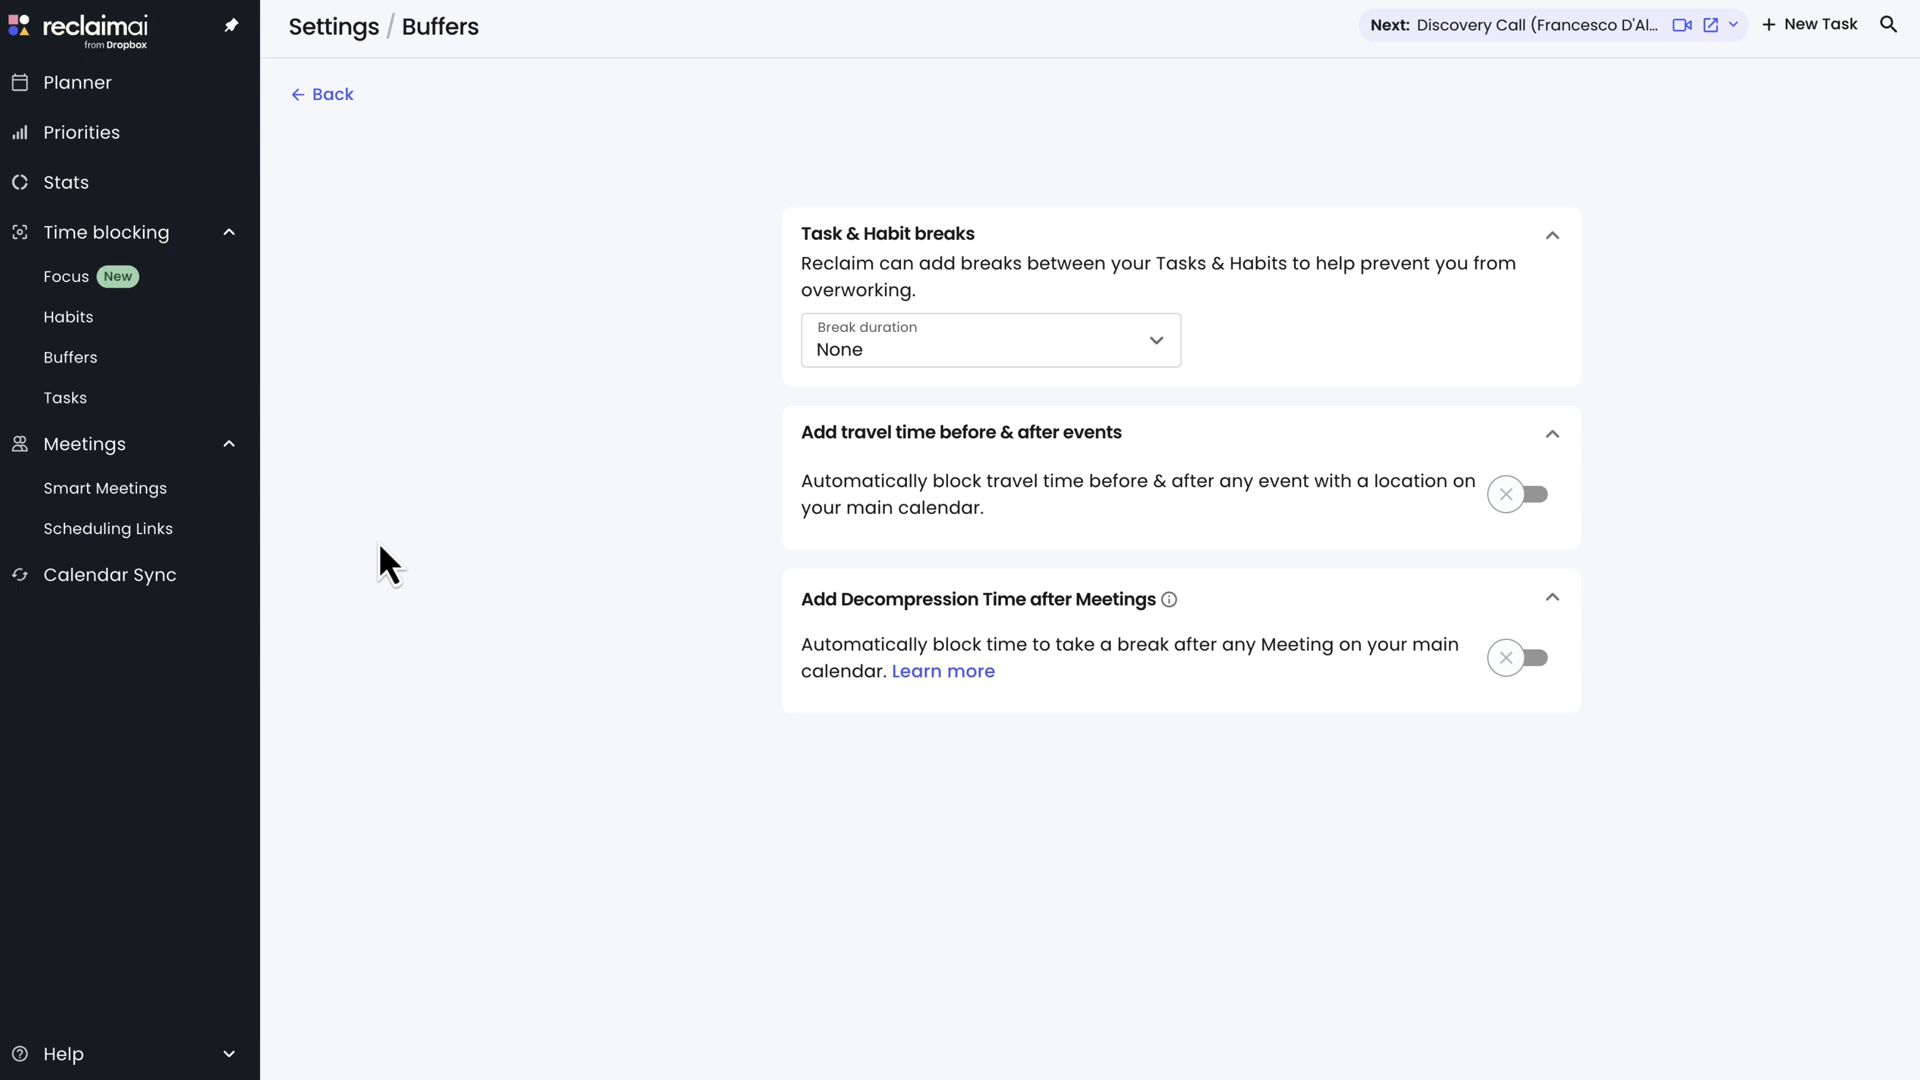 reclaimai
from Dropbox
Planner
Priorities
Stats
Time blocking
Focus New
Habits
Buffers
Tasks
Meetings
Smart Meetings
Scheduling Links
Calendar Sync
Help
Settings / Buffers
Next: Discovery Call (Francesco D'Al...
+ New Task
← Back
Task & Habit breaks
Reclaim can add breaks between your Tasks & Habits to help prevent you from
overworking.
Break duration
None
Add travel time before & after events
Automatically block travel time before & after any event with a location on
your main calendar.
Add Decompression Time after Meetings
Automatically block time to take a break after any Meeting on your main
calendar. Learn more